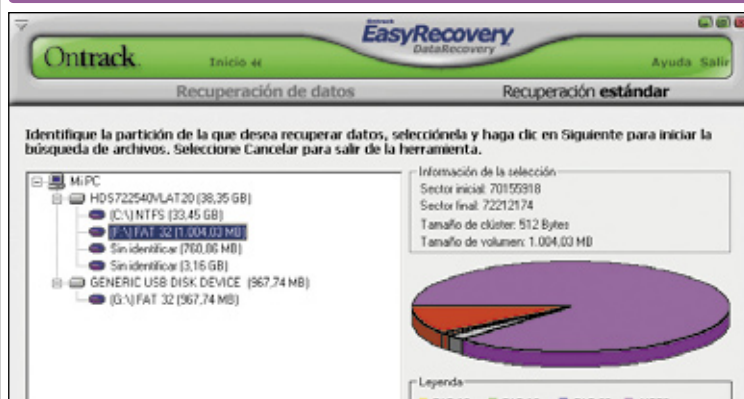 Ontrack
EasyRecovery
DataRecovery
Ontrack
Inicio «
Ayuda Salir
Recuperación de datos
Recuperación estándar
Identifique la partición de la que desea recuperar datos, selecciónela y haga clic en Siguiente para iniciar la
búsqueda de archivos. Seleccione Cancelar para salir de la herramienta.
Mi PC
HDS722540VLAT20 (38,35 GB)
(C:\) NTFS (33,45 GB)
(F:\) FAT 32 (1.004,03 MB)
Sin identificar (760,86 MB)
Sin identificar (3,16 GB)
GENERIC USB DISK DEVICE (967,74 MB)
(G:\) FAT 32 (967,74 MB)
Información de la selección
Sector inicial: 70155918
Sector final: 72212174
Tamaño de clúster: 512 Bytes
Tamaño de volumen: 1.004,03 MB
Leyenda